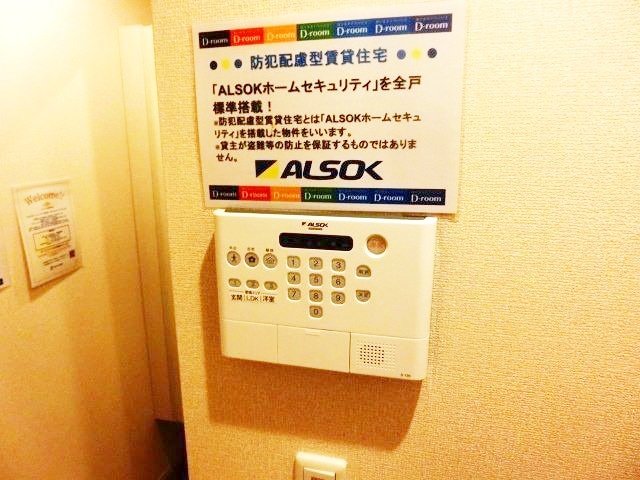 D-room D-room D-room D-room D-room D-room D-room
防犯配慮型賃貸住宅
「ALSOKホームセキュリティ」を全戸
標準搭載！
※防犯配慮型賃貸住宅とは「ALSOKホームセキュ
リティ」を搭載した物件をいいます。
※貸主が盗難等の防止を保証するものではありま
せん。
ALSOK
D-room D-room D-room D-room D-room D-room D-room
Welcome
ALSOK
1 2 3
4 5 6
7 8 9
0
1 2 3
玄関 LDK 洋室